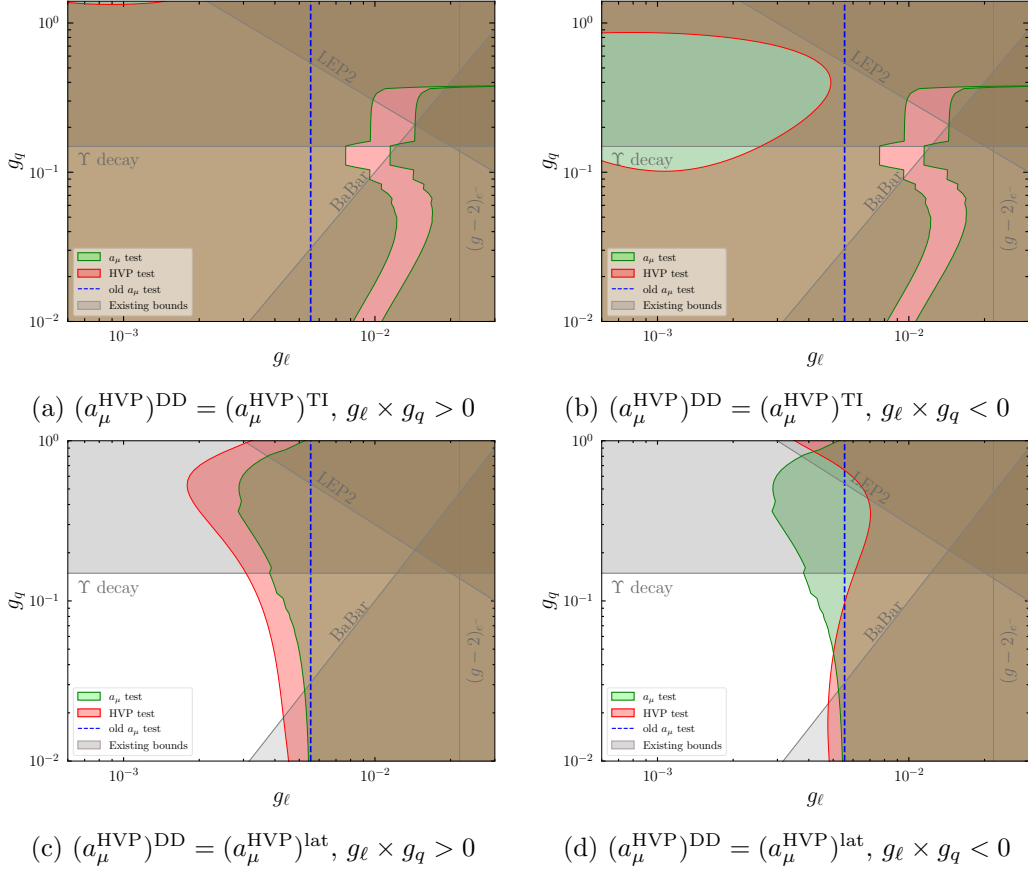 10⁰
10⁻¹
10⁻²
g_q
LEP2
BaBar
ϒ decay
(g − 2)_{e⁻}
a_μ test
HVP test
old a_μ test
Existing bounds
10⁻³
10⁻²
g_ℓ
(a) (a_μ^HVP)^DD = (a_μ^HVP)^TI, g_ℓ × g_q > 0
10⁰
10⁻¹
10⁻²
g_q
LEP2
BaBar
ϒ decay
(g − 2)_{e⁻}
a_μ test
HVP test
old a_μ test
Existing bounds
10⁻³
10⁻²
g_ℓ
(b) (a_μ^HVP)^DD = (a_μ^HVP)^TI, g_ℓ × g_q < 0
10⁰
10⁻¹
10⁻²
g_q
LEP2
BaBar
ϒ decay
(g − 2)_{e⁻}
a_μ test
HVP test
old a_μ test
Existing bounds
10⁻³
10⁻²
g_ℓ
(c) (a_μ^HVP)^DD = (a_μ^HVP)^lat, g_ℓ × g_q > 0
10⁰
10⁻¹
10⁻²
g_q
LEP2
BaBar
ϒ decay
(g − 2)_{e⁻}
a_μ test
HVP test
old a_μ test
Existing bounds
10⁻³
10⁻²
g_ℓ
(d) (a_μ^HVP)^DD = (a_μ^HVP)^lat, g_ℓ × g_q < 0